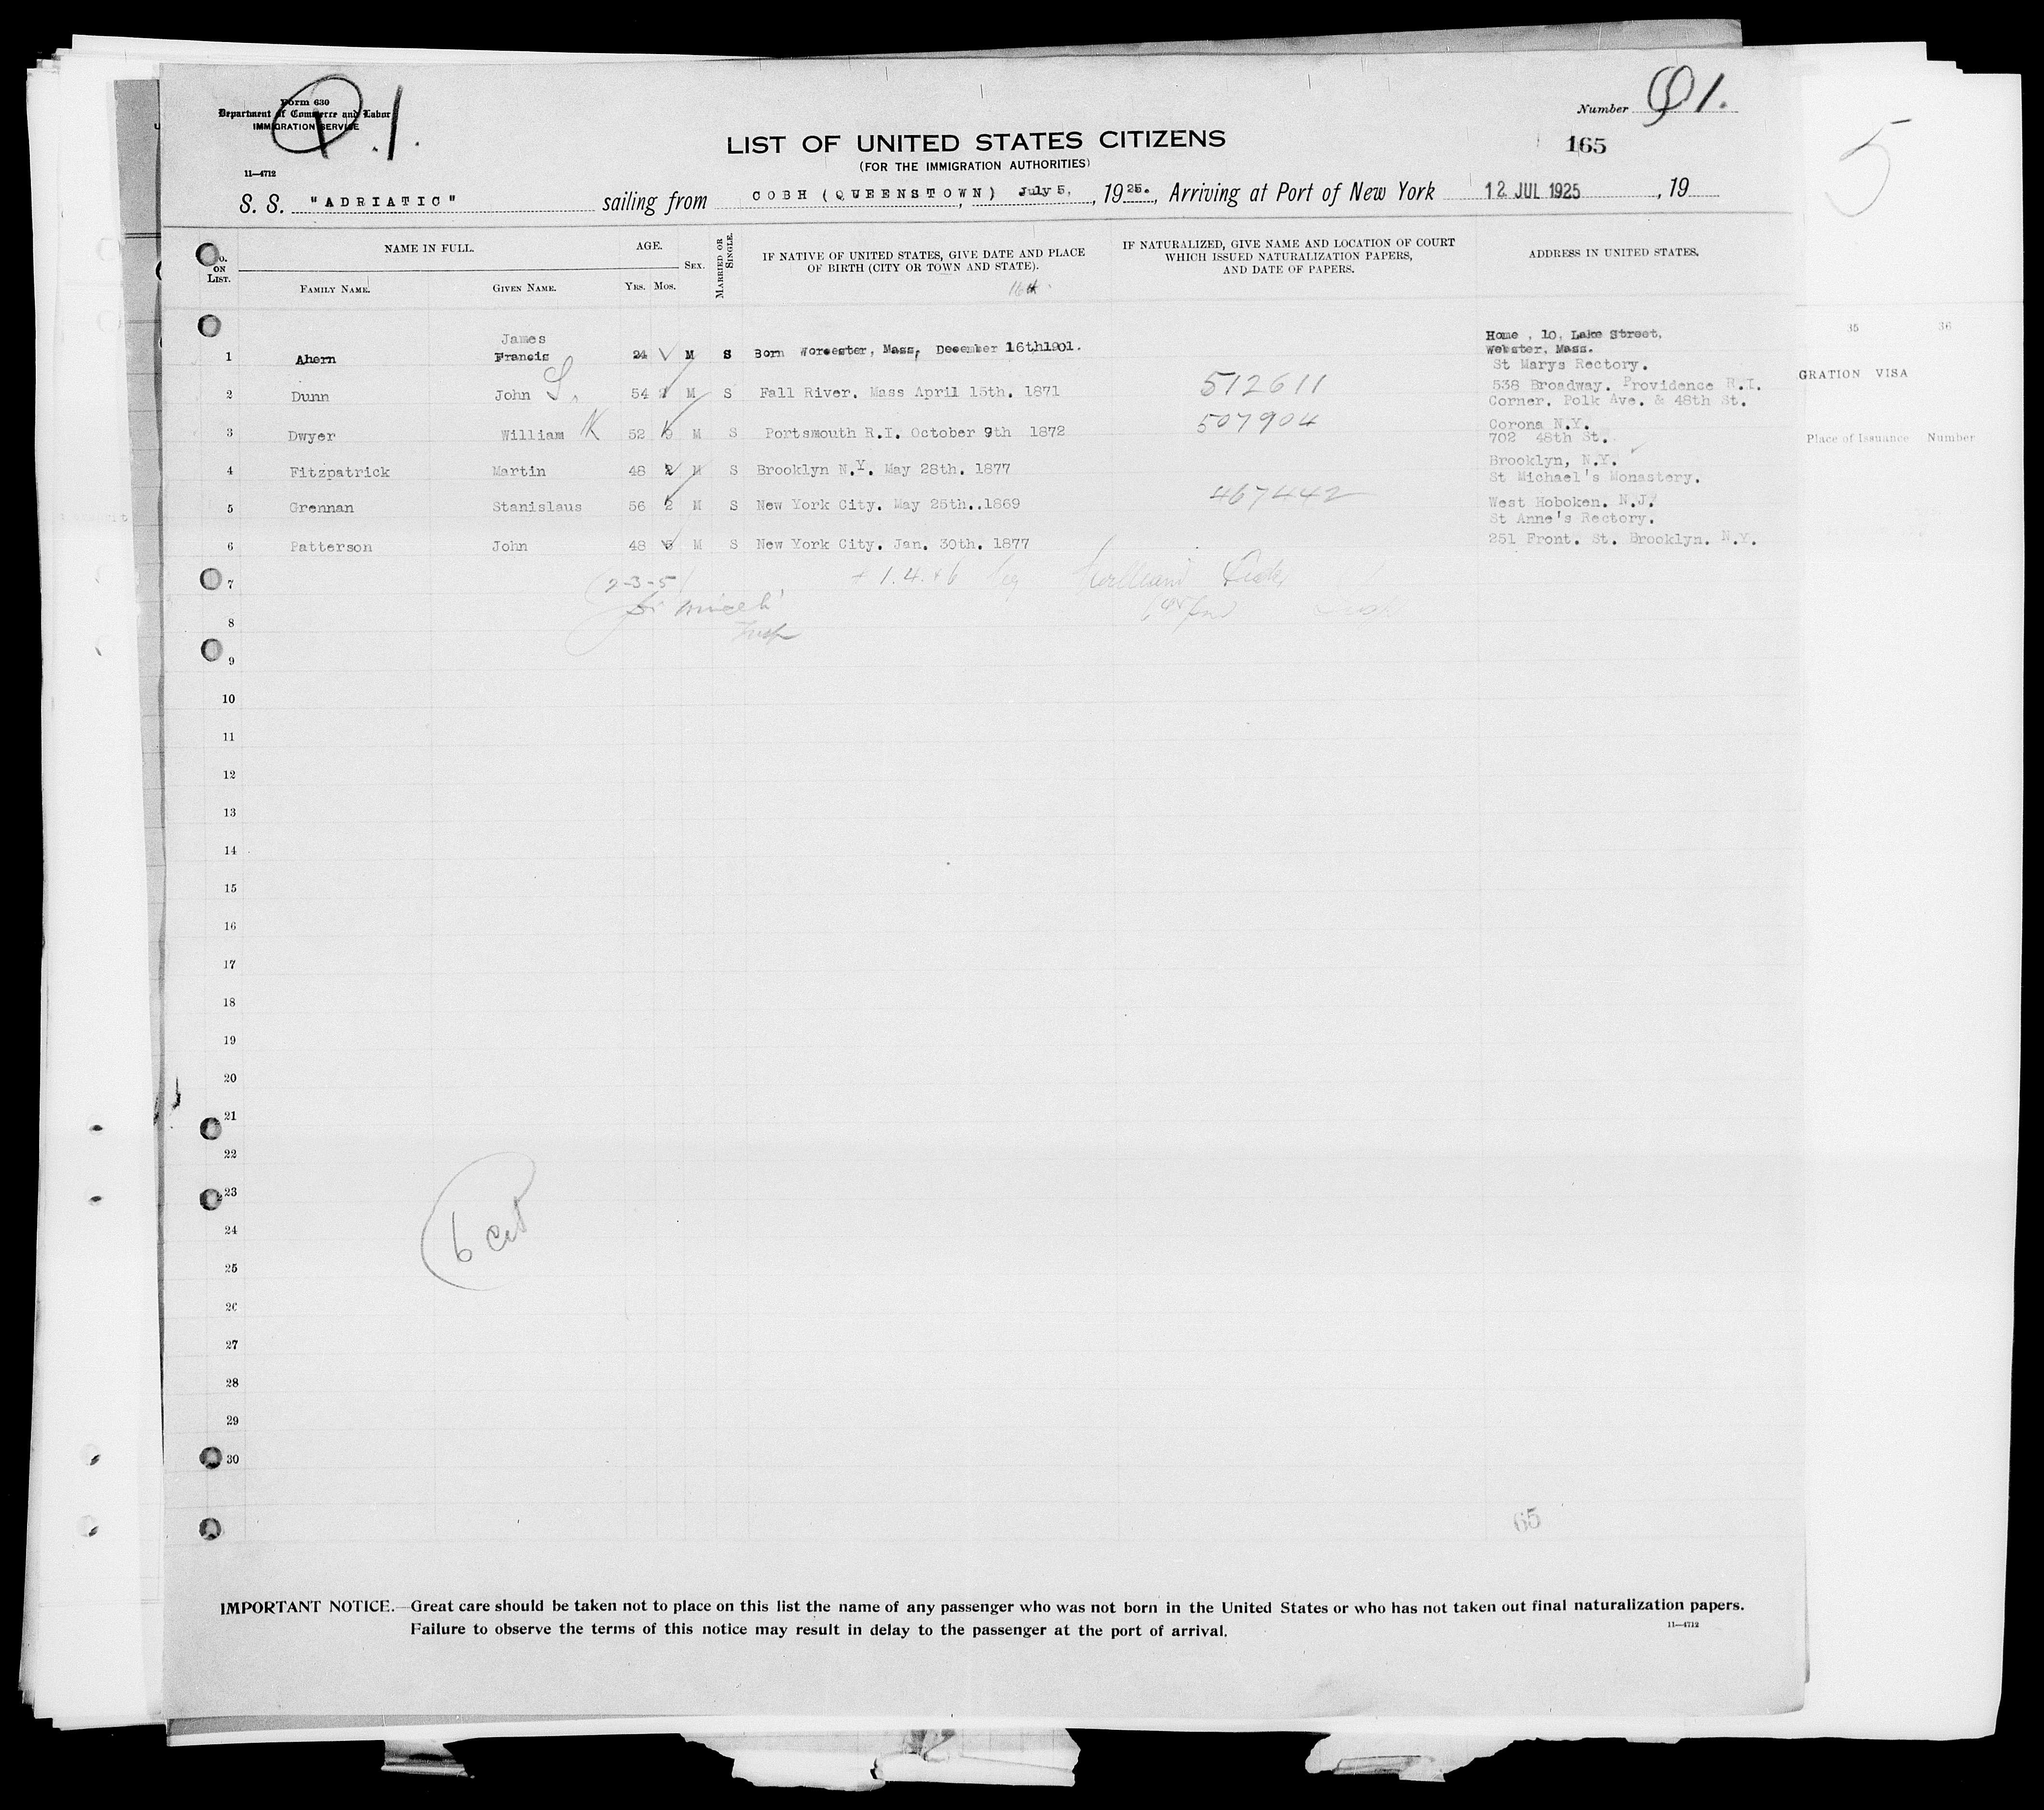 Form 630
Department of Commerce and Labor
IMMIGRATION SERVICE
11—4712
Number
165
5
LIST OF UNITED STATES CITIZENS
(FOR THE IMMIGRATION AUTHORITIES)
S. S. "ADRIATIC" sailing from COBH (QUEENSTOWN) July 5, 1925., Arriving at Port of New York 12 JUL 1925, 19
No. ON LIST.
NAME IN FULL.
FAMILY NAME. GIVEN NAME.
AGE.
YRS. MOS.
SEX.
MARRIED OR SINGLE.
IF NATIVE OF UNITED STATES, GIVE DATE AND PLACE
OF BIRTH (CITY OR TOWN AND STATE).
16th
IF NATURALIZED, GIVE NAME AND LOCATION OF COURT
WHICH ISSUED NATURALIZATION PAPERS,
AND DATE OF PAPERS.
ADDRESS IN UNITED STATES.
35 36
GRATION VISA
Place of Issuance Number
1 Ahern James Francis 24 M S Born Worcester, Mass, December 16th1901. Home , 10, Lake Street,
Webster, Mass.
St Marys Rectory.
2 Dunn John S. 54 M S Fall River. Mass April 15th. 1871 512611 538 Broadway. Providence R.I.
Corner. Polk Ave. & 48th St.
3 Dwyer William K 52 9 M S Portsmouth R.I. October 9th 1872 507904 Corona N.Y.
702 48th St.
4 Fitzpatrick Martin 48 2 M S Brooklyn N.Y. May 28th. 1877 Brooklyn, N.Y.
St Michael's Monastery.
5 Grennan Stanislaus 56 2 M S New York City. May 25th..1869 467442 West Hoboken. N.J.
St Anne's Rectory.
6 Patterson John 48 5 M S New York City. Jan. 30th. 1877 251 Front. St. Brooklyn. N.Y.
7 (2-3-5)
8
9
10
11
12
13
14
15
16
17
18
19
20
21
22
23
24
25
26
27
28
29
30
65
IMPORTANT NOTICE.—Great care should be taken not to place on this list the name of any passenger who was not born in the United States or who has not taken out final naturalization papers.
Failure to observe the terms of this notice may result in delay to the passenger at the port of arrival.
11—4712